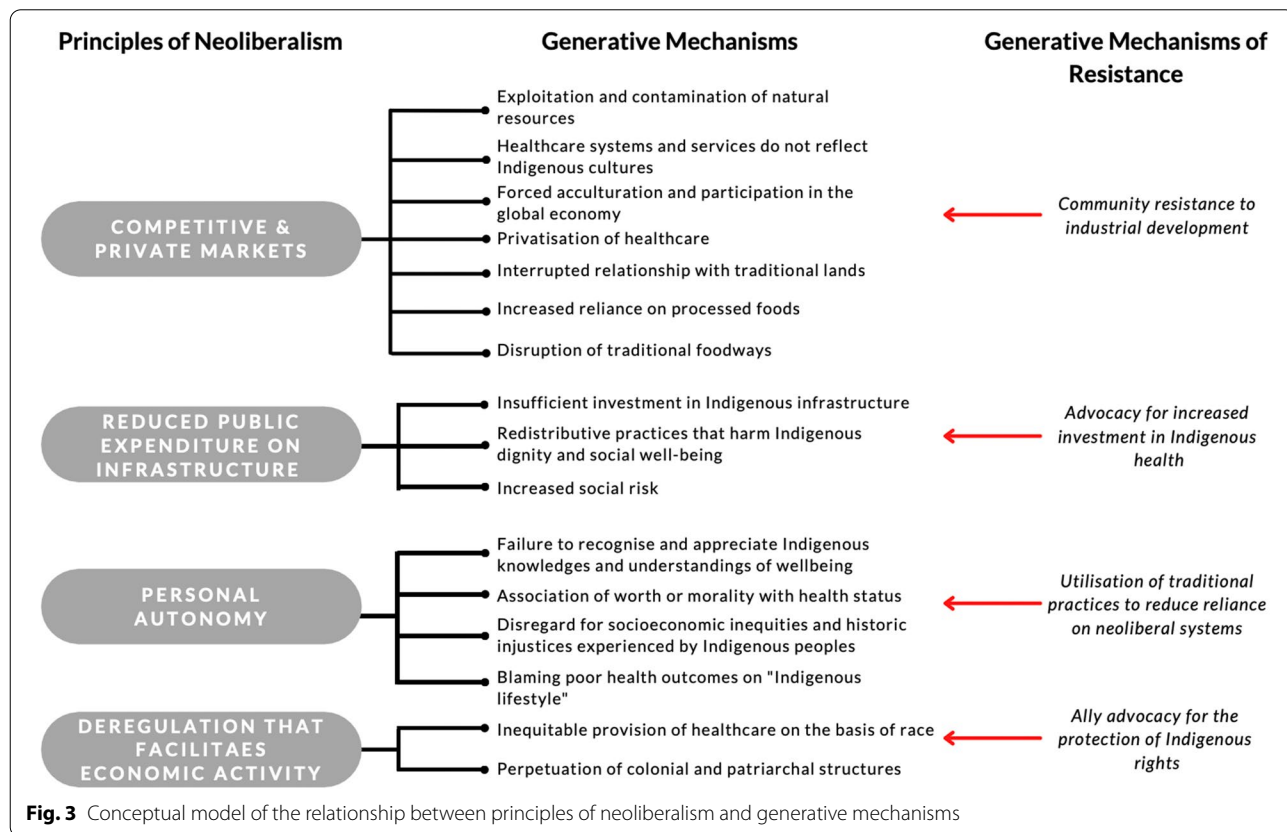 Principles of Neoliberalism
Generative Mechanisms
Generative Mechanisms of
Resistance
COMPETITIVE &
PRIVATE MARKETS
Exploitation and contamination of natural
resources
Healthcare systems and services do not reflect
Indigenous cultures
Forced acculturation and participation in the
global economy
Privatisation of healthcare
Interrupted relationship with traditional lands
Increased reliance on processed foods
Disruption of traditional foodways
Community resistance to
industrial development
REDUCED PUBLIC
EXPENDITURE ON
INFRASTRUCTURE
Insufficient investment in Indigenous infrastructure
Redistributive practices that harm Indigenous
dignity and social well-being
Increased social risk
Advocacy for increased
investment in Indigenous
health
PERSONAL
AUTONOMY
Failure to recognise and appreciate Indigenous
knowledges and understandings of wellbeing
Association of worth or morality with health status
Disregard for socioeconomic inequities and historic
injustices experienced by Indigenous peoples
Blaming poor health outcomes on "Indigenous
lifestyle"
Utilisation of traditional
practices to reduce reliance
on neoliberal systems
DEREGULATION THAT
FACILITAES
ECONOMIC ACTIVITY
Inequitable provision of healthcare on the basis of race
Perpetuation of colonial and patriarchal structures
Ally advocacy for the
protection of Indigenous
rights
Fig. 3 Conceptual model of the relationship between principles of neoliberalism and generative mechanisms